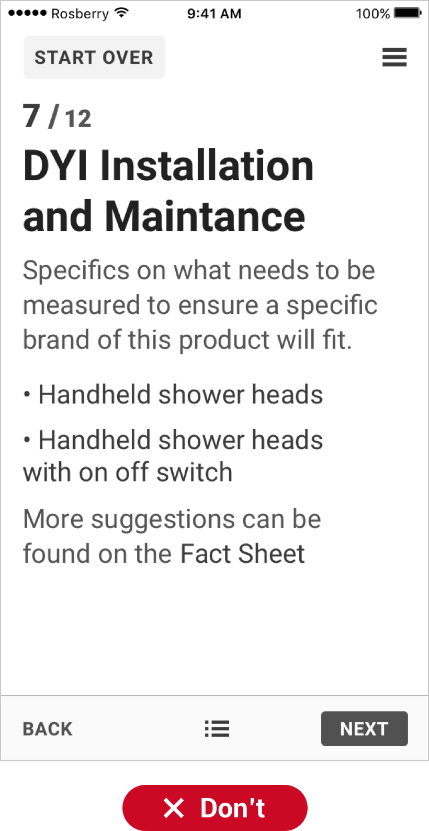 Rosberry 9:41 AM 100%
START OVER
7 / 12
DYI Installation
and Maintance
Specifics on what needs to be
measured to ensure a specific
brand of this product will fit.
• Handheld shower heads
• Handheld shower heads
with on off switch
More suggestions can be
found on the Fact Sheet
BACK NEXT
Don't